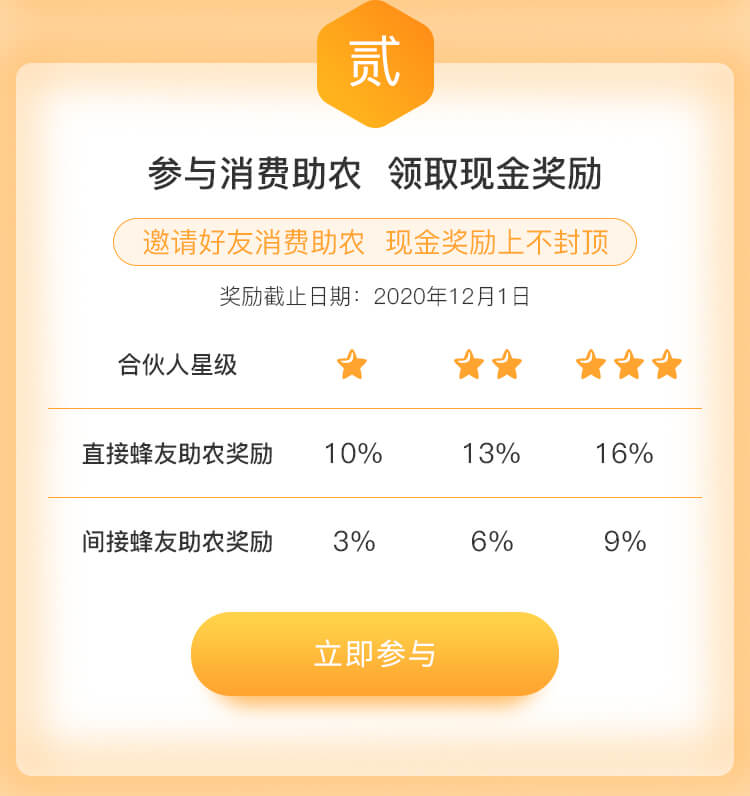 贰
参与消费助农 领取现金奖励
邀请好友消费助农 现金奖励上不封顶
奖励截止日期：2020年12月1日
合伙人星级
直接蜂友助农奖励 10% 13% 16%
间接蜂友助农奖励 3% 6% 9%
立即参与